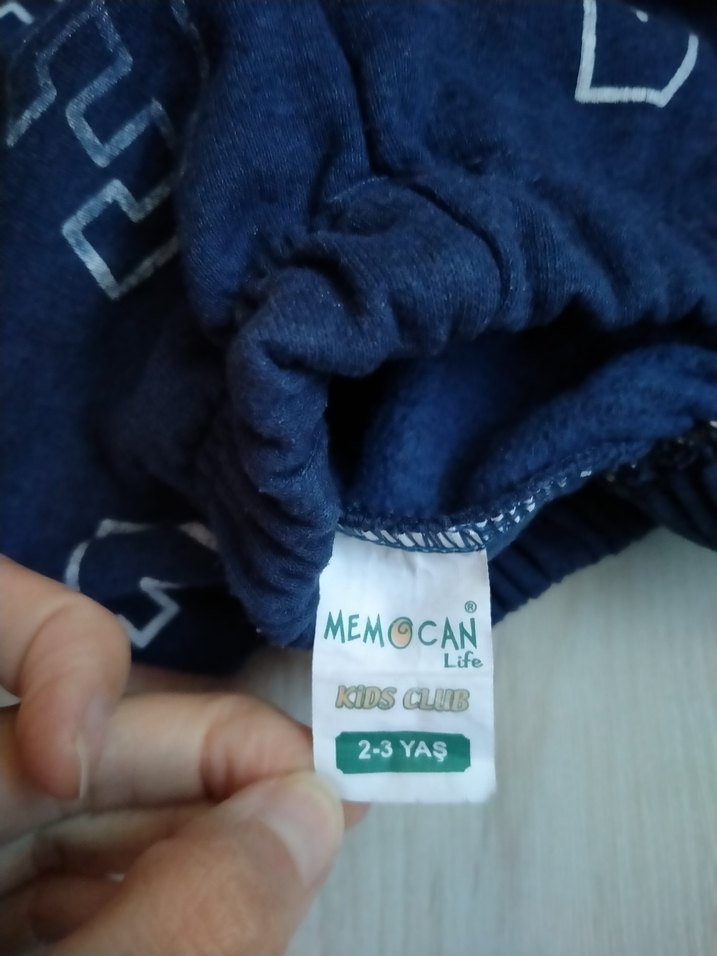 MEMOCAN®
Life
KiDS CLUB
2-3 YAŞ